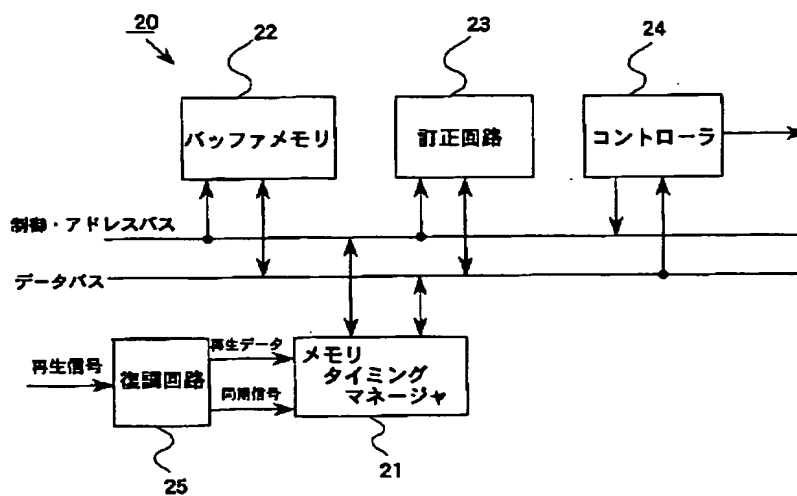 20
22
23
24
バッファメモリ
訂正回路
コントローラ
制御・アドレスバス
データバス
再生信号
復調回路
再生データ
同期信号
メモリ
タイミング
マネージャ
25
21